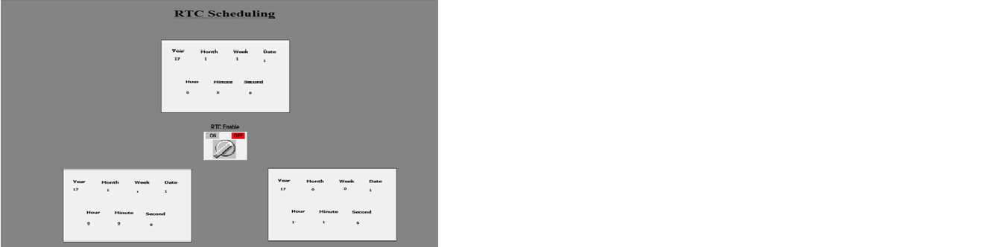 RTC Scheduling
Year Month Week Date
17 1 1 1
Hour Minute Second
0 0 0
RTC Enable
ON OFF
Year Month Week Date
17 1 1
Hour Minute Second
0 0 0
Year Month Week Date
17 0 0 1
Hour Minute Second
1 1 0